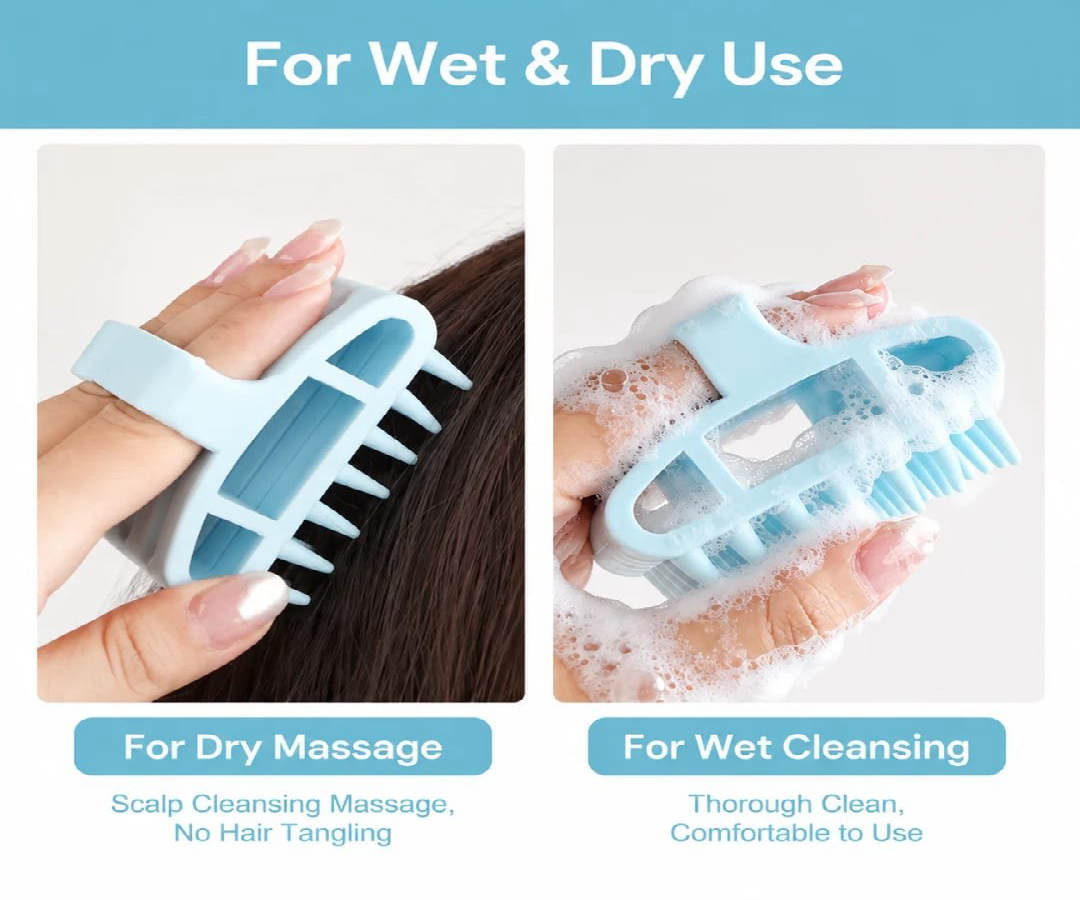 For Wet & Dry Use
For Dry Massage
Scalp Cleansing Massage,
No Hair Tangling
For Wet Cleansing
Thorough Clean,
Comfortable to Use